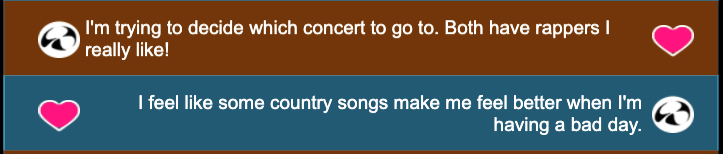 I'm trying to decide which concert to go to. Both have rappers I
really like!
I feel like some country songs make me feel better when I'm
having a bad day.